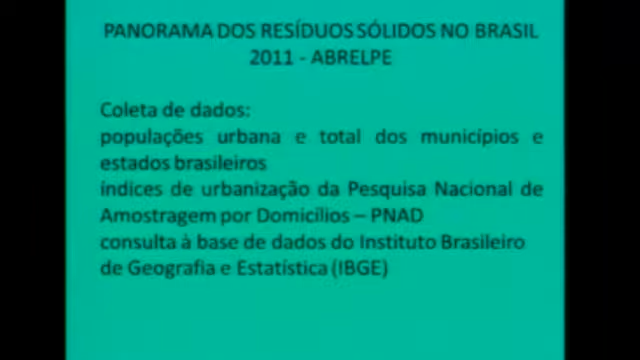 PANORAMA DOS RESÍDUOS SÓLIDOS NO BRASIL
2011 - ABRELPE
Coleta de dados:
populações urbana e total dos municípios e
estados brasileiros
índices de urbanização da Pesquisa Nacional de
Amostragem por Domicílios – PNAD
consulta à base de dados do Instituto Brasileiro
de Geografia e Estatística (IBGE)